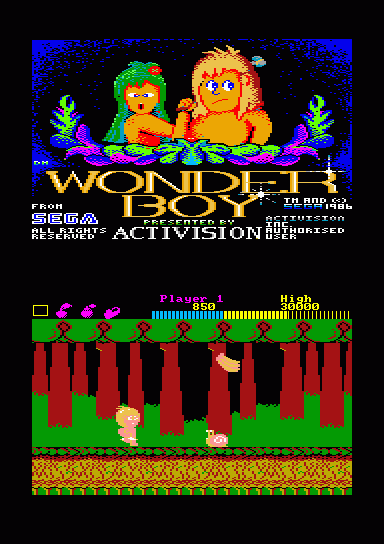 DM
WONDER
BOY
FROM
SEGA
ALL RIGHTS
RESERVED
PRESENTED BY
ACTIVISION
TM AND (C)
SEGA 1986
ACTIVISION
INC.
AUTHORISED
USER
Player 1
850
High
30000